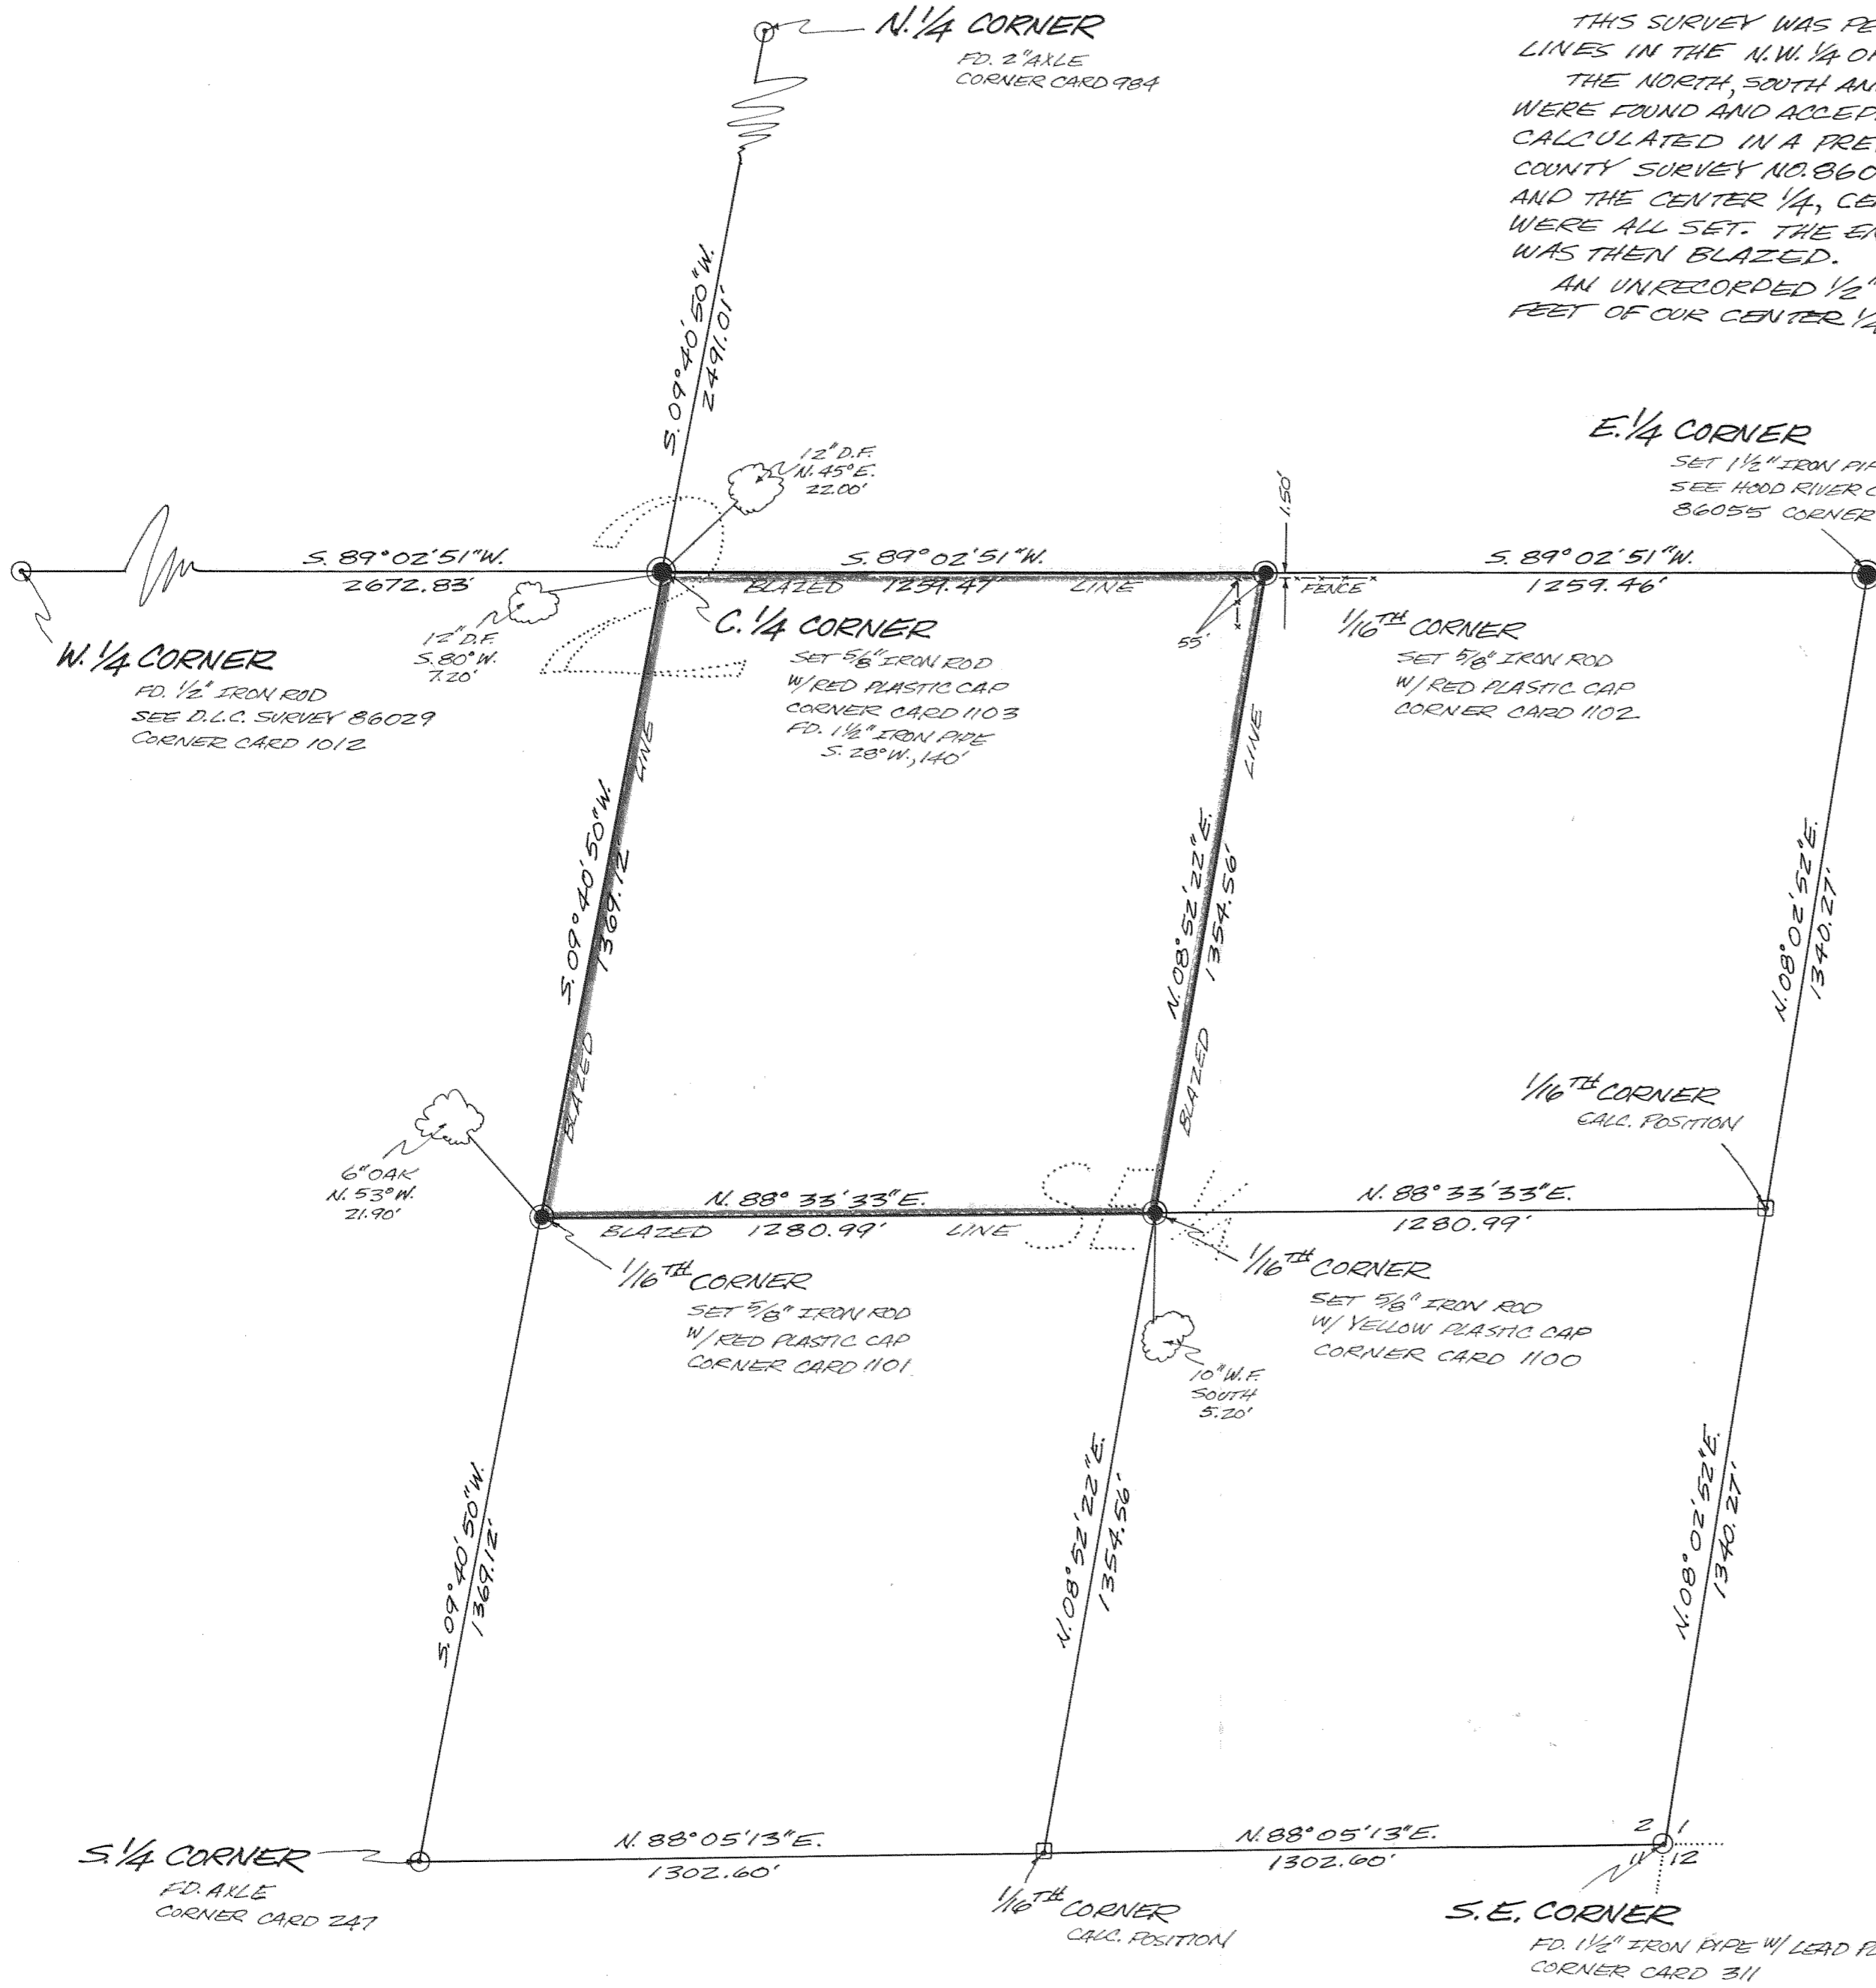 N. 1/4 CORNER
FD. 2" AXLE
CORNER CARD 984
THIS SURVEY WAS PE
LINES IN THE N.W. 1/4 OF
THE NORTH, SOUTH AN
WERE FOUND AND ACCEP
CALCULATED IN A PRE
COUNTY SURVEY NO. 860
AND THE CENTER 1/4, CE
WERE ALL SET. THE EN
WAS THEN BLAZED.
AN UNRECORDED 1/2"
FEET OF OUR CENTER 1/4
S. 09° 40' 50" W.
2491.01'
12" D.F.
N. 45° E.
22.00'
E. 1/4 CORNER
SET 1 1/2" IRON PIP
SEE HOOD RIVER C
86055 CORNER
1.50'
S. 89° 02' 51" W.
2672.83'
S. 89° 02' 51" W.
BLAZED 1259.47' LINE
FENCE
S. 89° 02' 51" W.
1259.46'
2
12" D.F.
S. 80° W.
7.20'
55'
W. 1/4 CORNER
FD. 1/2" IRON ROD
SEE D.L.C. SURVEY 86029
CORNER CARD 1012
C. 1/4 CORNER
SET 5/8" IRON ROD
W/ RED PLASTIC CAP
CORNER CARD 1103
FD. 1 1/2" IRON PIPE
S. 28° W., 140'
1/16TH CORNER
SET 5/8" IRON ROD
W/ RED PLASTIC CAP
CORNER CARD 1102
S. 09° 40' 50" W.
1369.12'
BLAZED LINE
N. 08° 52' 22" E.
1354.56'
BLAZED LINE
N. 08° 02' 52" E.
1340.27'
1/16TH CORNER
CALC. POSITION
6" OAK
N. 53° W.
21.90'
N. 88° 33' 33" E.
BLAZED 1280.99' LINE
SE 1/4
N. 88° 33' 33" E.
1280.99'
1/16TH CORNER
SET 5/8" IRON ROD
W/ RED PLASTIC CAP
CORNER CARD 1101
1/16TH CORNER
SET 5/8" IRON ROD
W/ YELLOW PLASTIC CAP
CORNER CARD 1100
10" W.F.
SOUTH
5.20'
S. 09° 40' 50" W.
1369.12'
N. 08° 52' 22" E.
1354.56'
N. 08° 02' 52" E.
1340.27'
S. 1/4 CORNER
FD. AXLE
CORNER CARD 247
N. 88° 05' 13" E.
1302.60'
N. 88° 05' 13" E.
1302.60'
2 1
11 12
1/16TH CORNER
CALC. POSITION
S.E. CORNER
FD. 1 1/2" IRON PIPE W/ LEAD PL
CORNER CARD 311